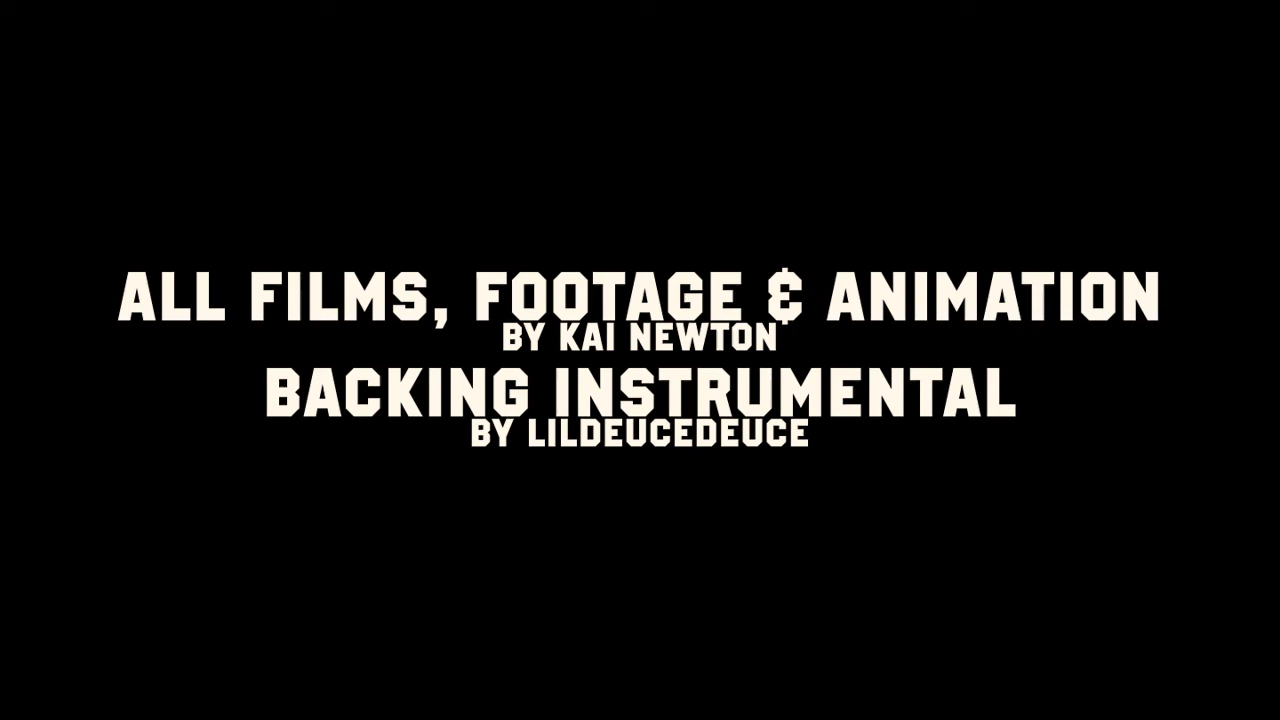 ALL FILMS, FOOTAGE & ANIMATION
BY KAI NEWTON
BACKING INSTRUMENTAL
BY LILDEUCEDEUCE